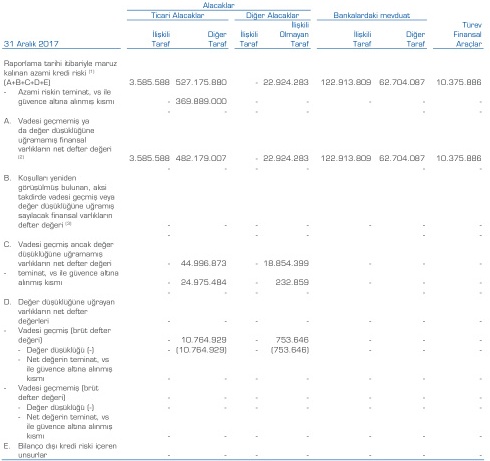 Alacaklar
Ticari Alacaklar Diğer Alacaklar Bankalardaki mevduat
31 Aralık 2017 İlişkili Taraf Diğer Taraf İlişkili Taraf İlişkili Olmayan Taraf İlişkili Taraf Diğer Taraf Türev Finansal Araçlar
Raporlama tarihi itibariyle maruz
kalınan azami kredi riski (1)
(A+B+C+D+E) 3.585.588 527.175.880 - 22.924.283 122.913.809 62.704.087 10.375.886
- Azami riskin teminat, vs ile
güvence altına alınmış kısmı - 369.889.000 - - - - -
- - - - - -
A. Vadesi geçmemiş ya
da değer düşüklüğüne
uğramamış finansal
varlıkların net defter değeri
(2) 3.585.588 482.179.007 - 22.924.283 122.913.809 62.704.087 10.375.886
- - - - - -
B. Koşulları yeniden
görüşülmüş bulunan, aksi
takdirde vadesi geçmiş veya
değer düşüklüğüne uğramış
sayılacak finansal varlıkların
defter değeri (3) - - - - - - -
- - - - -
C. Vadesi geçmiş ancak değer
düşüklüğüne uğramamış
varlıkların net defter değeri - 44.996.873 - 18.854.399 - - -
- teminat, vs ile güvence altına
alınmış kısmı - 24.975.484 - 232.859 - - -
- - - - - -
D. Değer düşüklüğüne uğrayan
varlıkların net defter
değerleri - - - - - - -
- Vadesi geçmiş (brüt defter
değeri) - 10.764.929 - 753.646 - - -
- Değer düşüklüğü (-) - (10.764.929) - (753.646) - - -
- Net değerin teminat, vs
ile güvence altına alınmış
kısmı - - - - - - -
- Vadesi geçmemiş (brüt
defter değeri) - - - - - - -
- Değer düşüklüğü (-) - - - - - - -
- Net değerin teminat, vs
ile güvence altına alınmış
kısmı - - - - - - -
E. Bilanço dışı kredi riski içeren
unsurlar - - - - - - -